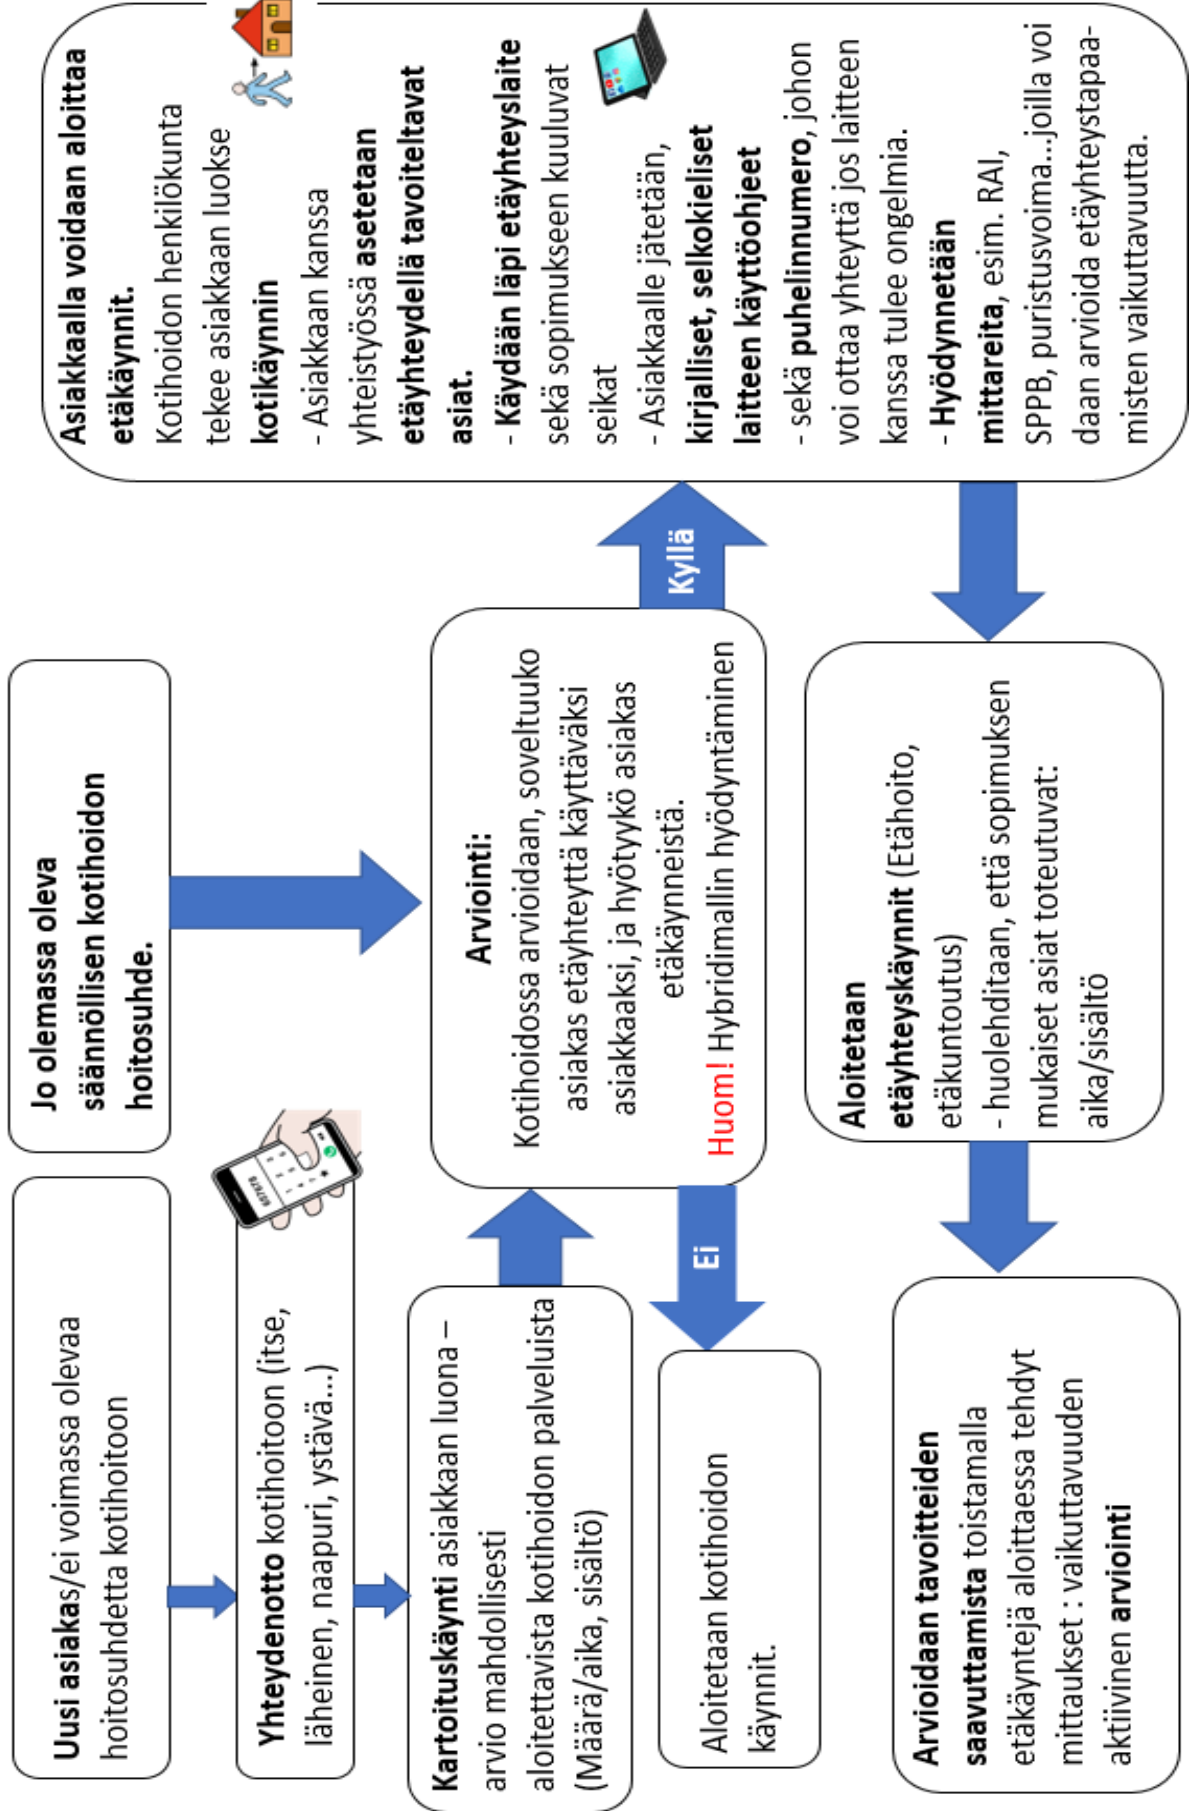 Uusi asiakas/ei voimassa olevaa
hoitosuhdetta kotihoitoon
Jo olemassa oleva
säännöllisen kotihoidon
hoitosuhde.
Yhteydenotto kotihoitoon (itse,
läheinen, naapuri, ystävä...)
657678
Kartoituskäynti asiakkaan luona –
arvio mahdollisesti
aloitettavista kotihoidon palveluista
(Määrä/aika, sisältö)
Arviointi:
Kotihoidossa arvioidaan, soveltuuko
asiakas etäyhteyttä käyttäväksi
asiakkaaksi, ja hyötyykö asiakas
etäkäynneistä.
Huom! Hybridimallin hyödyntäminen
Ei
Aloitetaan kotihoidon
käynnit.
Kyllä
Asiakkaalla voidaan aloittaa
etäkäynnit.
Kotihoidon henkilökunta
tekee asiakkaan luokse
kotikäynnin
- Asiakkaan kanssa
yhteistyössä asetetaan
etäyhteydellä tavoiteltavat
asiat.
- Käydään läpi etäyhteyslaite
sekä sopimukseen kuuluvat
seikat
- Asiakkaalle jätetään,
kirjalliset, selkokieliset
laitteen käyttöohjeet
- sekä puhelinnumero, johon
voi ottaa yhteyttä jos laitteen
kanssa tulee ongelmia.
- Hyödynnetään
mittareita, esim. RAI,
SPPB, puristusvoima...joilla voi
daan arvioida etäyhteystapaa-
misten vaikuttavuutta.
Aloitetaan
etäyhteyskäynnit (Etähoito,
etäkuntoutus)
- huolehditaan, että sopimuksen
mukaiset asiat toteutuvat:
aika/sisältö
Arvioidaan tavoitteiden
saavuttamista toistamalla
etäkäyntejä aloittaessa tehdyt
mittaukset : vaikuttavuuden
aktiivinen arviointi